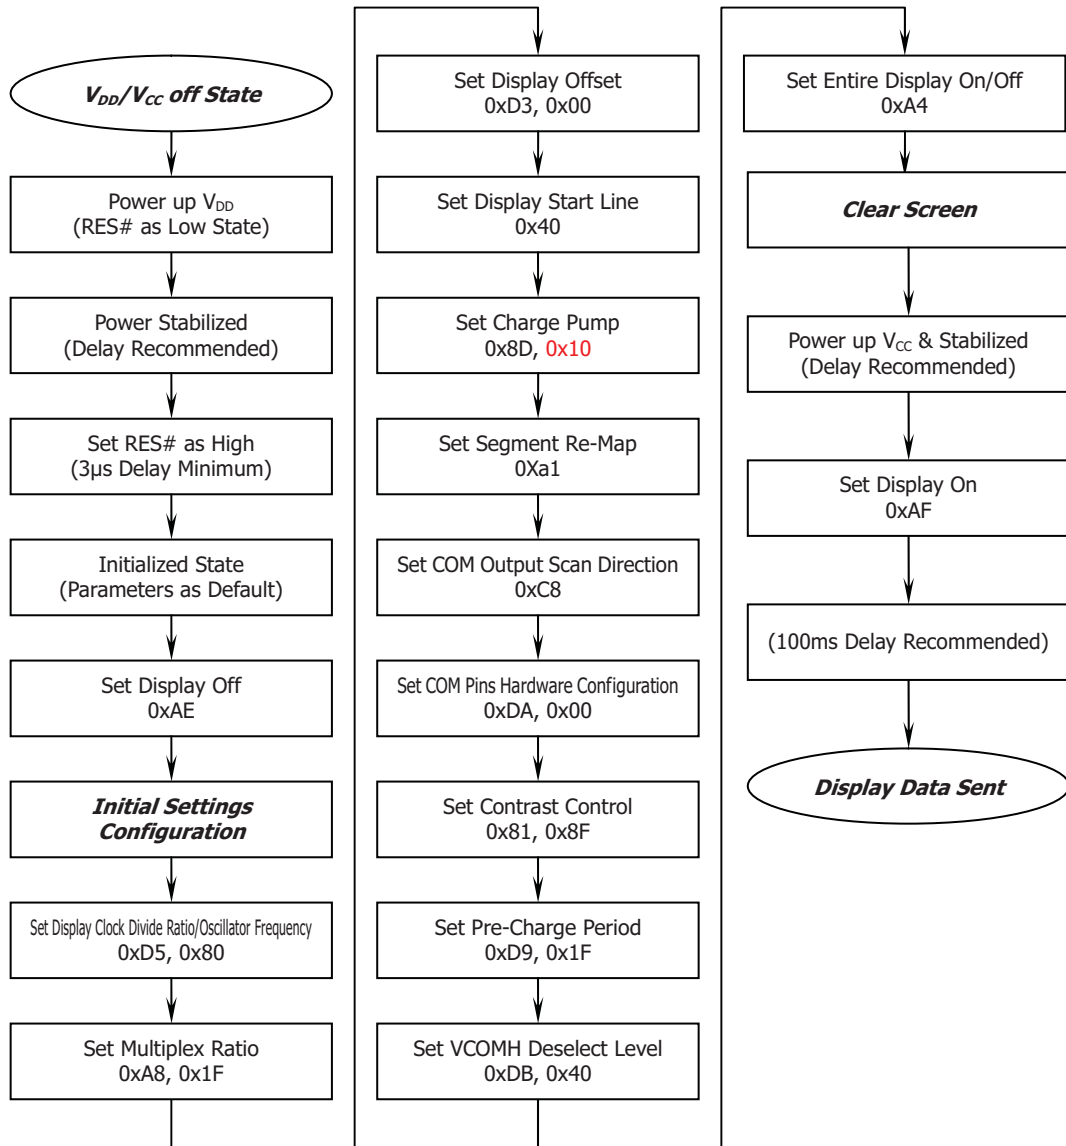 V_DD/V_CC off State
Power up V_DD
(RES# as Low State)
Power Stabilized
(Delay Recommended)
Set RES# as High
(3μs Delay Minimum)
Initialized State
(Parameters as Default)
Set Display Off
0xAE
Initial Settings
Configuration
Set Display Clock Divide Ratio/Oscillator Frequency
0xD5, 0x80
Set Multiplex Ratio
0xA8, 0x1F
Set Display Offset
0xD3, 0x00
Set Display Start Line
0x40
Set Charge Pump
0x8D, 0x10
Set Segment Re-Map
0Xa1
Set COM Output Scan Direction
0xC8
Set COM Pins Hardware Configuration
0xDA, 0x00
Set Contrast Control
0x81, 0x8F
Set Pre-Charge Period
0xD9, 0x1F
Set VCOMH Deselect Level
0xDB, 0x40
Set Entire Display On/Off
0xA4
Clear Screen
Power up V_CC & Stabilized
(Delay Recommended)
Set Display On
0xAF
(100ms Delay Recommended)
Display Data Sent